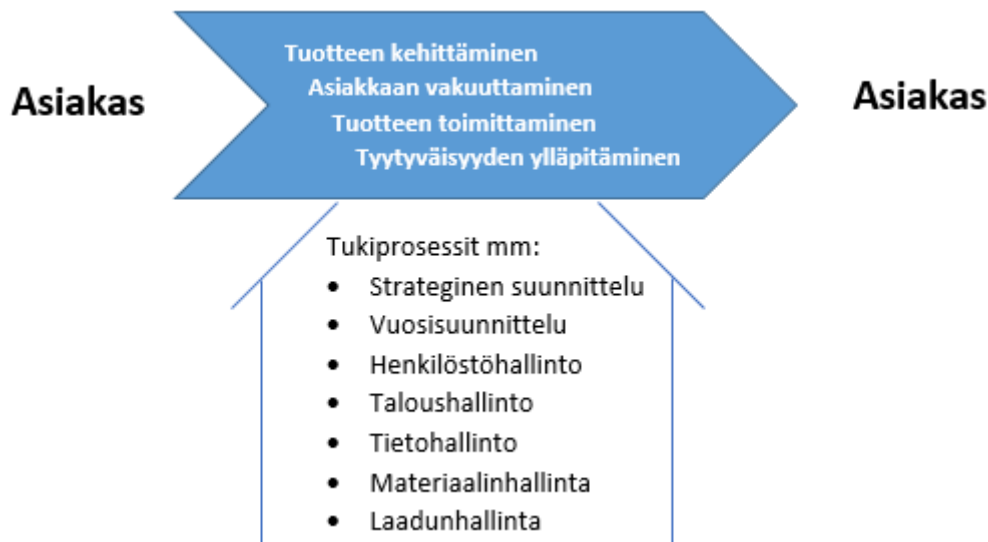 Tuotteen kehittäminen
Asiakkaan vakuuttaminen
Tuotteen toimittaminen
Tyytyväisyyden ylläpitäminen
Asiakas
Asiakas
Tukiprosessit mm:
• Strateginen suunnittelu
• Vuosisuunnittelu
• Henkilöstöhallinto
• Taloushallinto
• Tietohallinto
• Materiaalinhallinta
• Laadunhallinta